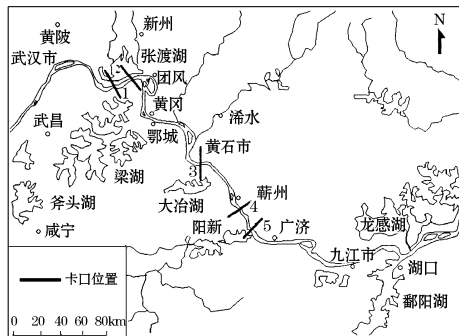 N
新州
黄陂
张渡湖
武汉市
团风
1
黄冈
武昌
鄂城
浠水
黄石市
3
梁湖
大冶湖
蕲州
斧头湖
4
咸宁
阳新
5
广济
龙感湖
九江市
湖口
卡口位置
鄱阳湖
0 20 40 60 80km